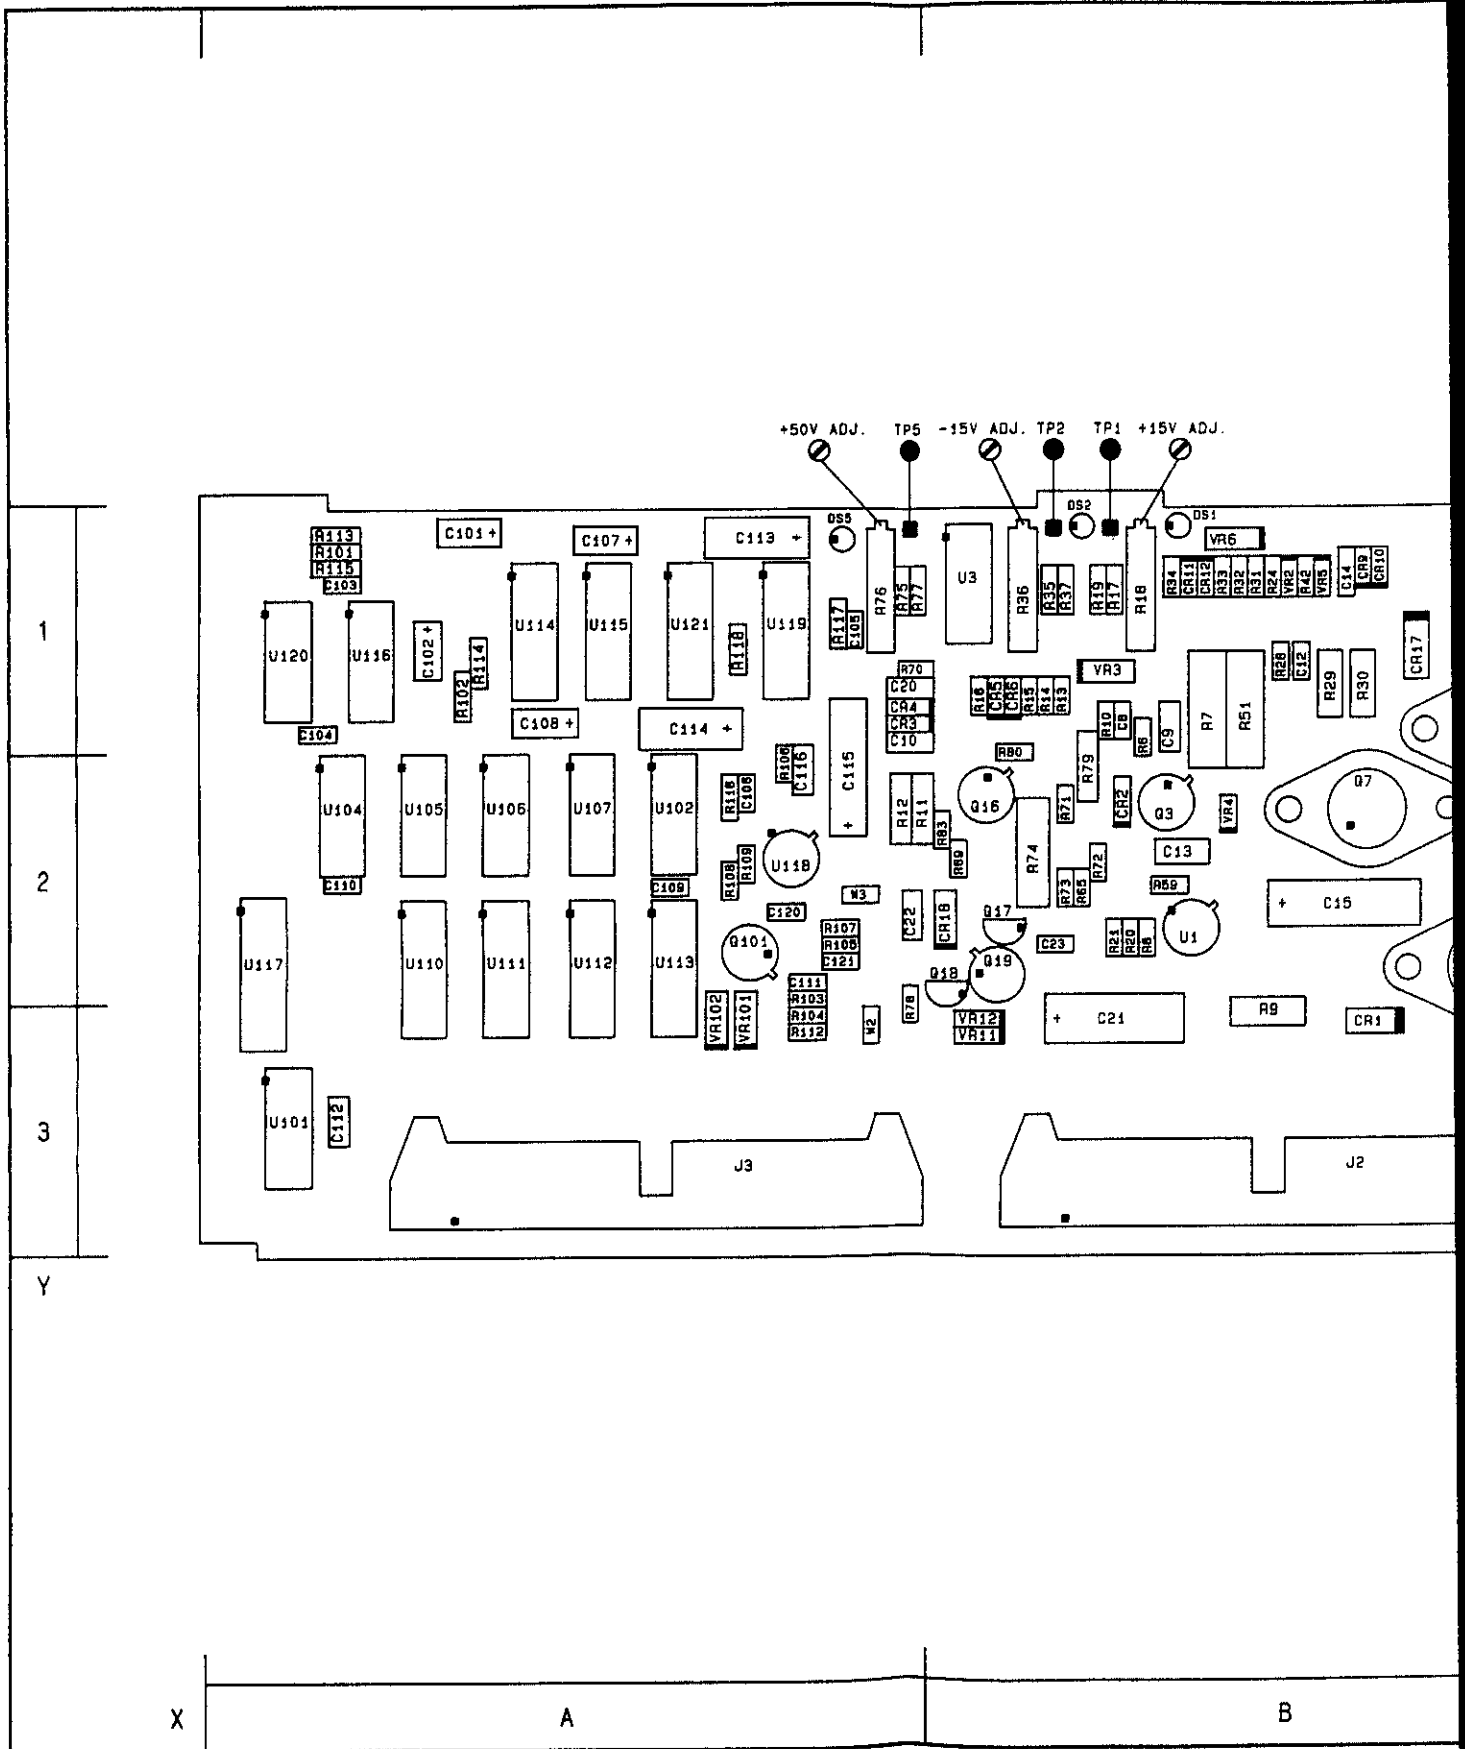 +50V ADJ. TP5 -15V ADJ. TP2 TP1 +15V ADJ.
DS5 DS2 DS1
R113 C101 + C107 + C113 +
R101
R115
C103
U3 VR6
R76 R75 R77 R36 R35 R37 R19 R17 R18
R34 CR11 CR12 R33 R32 R31 R24 VR2 R42 VR5 C14 CR9 CR10
1
U120 U116 C102 + R114 R102 U114 U115 U121 R118 U119 R117 C105
R70
C20
CR4
CR3
C10
VR3
R16 CR5 CR6 R15 R14 R13
R28 C12 R29 R30 CR17
R7 R51
C104 C108 + C114 +
R10 C8 R6 C9
R106 C116 C115 +
R80 R79
U104 U105 U106 U107 U102 R116 C106
R12 R11 R83 R69
Q16 R71 CR2 Q3 VR4 Q7
R74 C13
2
C110 C109 R108 R109 U118
W3 R73 R65 R72 R59
C120 C22 CR18 Q17
+ C15
U117 U110 U111 U112 U113 Q101
R107
R105
C121
C23 R21 R20 U1
Q18 Q19
C111
R103
R104
R112
VR102 VR101 W2 R78
VR12
VR11
+ C21 R9 CR1
3
U101 C112
J3 J2
Y
X A B